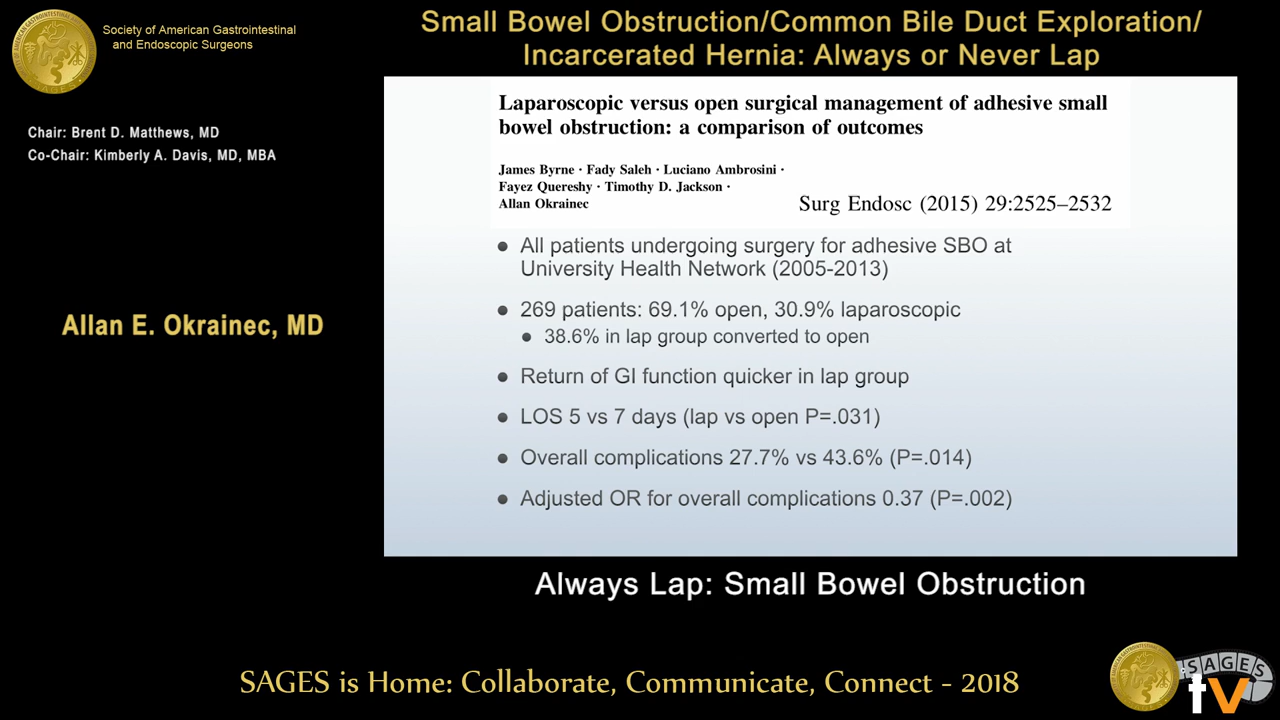 Society of American Gastrointestinal
and Endoscopic Surgeons
Small Bowel Obstruction/Common Bile Duct Exploration/
Incarcerated Hernia: Always or Never Lap
Chair: Brent D. Matthews, MD
Co-Chair: Kimberly A. Davis, MD, MBA
Allan E. Okrainec, MD
Laparoscopic versus open surgical management of adhesive small
bowel obstruction: a comparison of outcomes
James Byrne · Fady Saleh · Luciano Ambrosini ·
Fayez Quereshy · Timothy D. Jackson ·
Allan Okrainec
Surg Endosc (2015) 29:2525–2532
• All patients undergoing surgery for adhesive SBO at
University Health Network (2005-2013)
• 269 patients: 69.1% open, 30.9% laparoscopic
• 38.6% in lap group converted to open
• Return of GI function quicker in lap group
• LOS 5 vs 7 days (lap vs open P=.031)
• Overall complications 27.7% vs 43.6% (P=.014)
• Adjusted OR for overall complications 0.37 (P=.002)
Always Lap: Small Bowel Obstruction
SAGES is Home: Collaborate, Communicate, Connect - 2018
SAGES
tv